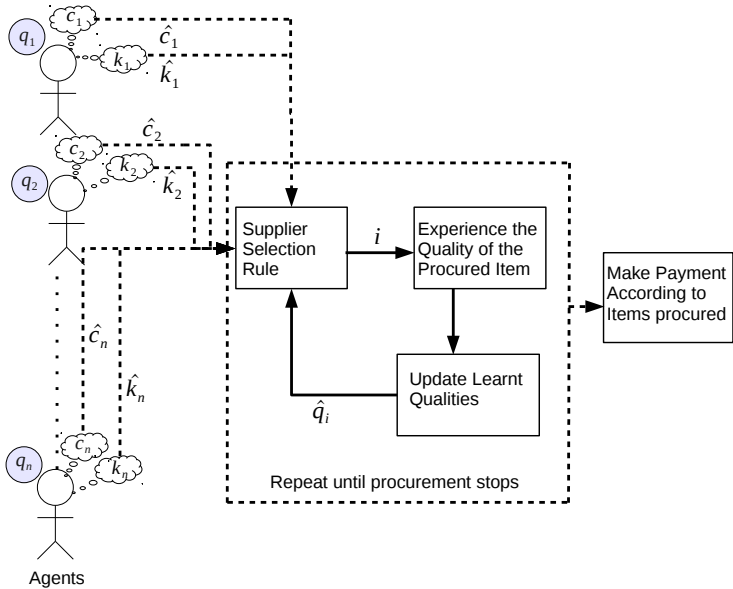 c₁
q₁
ĉ₁
k₁
k̂₁
ĉ₂
c₂
k₂
q₂
k̂₂
Supplier
Selection
Rule
i
Experience the
Quality of the
Procured Item
Make Payment
According to
Items procured
ĉₙ
k̂ₙ
Update Learnt
Qualities
q̂ᵢ
cₙ
qₙ
kₙ
Repeat until procurement stops
Agents